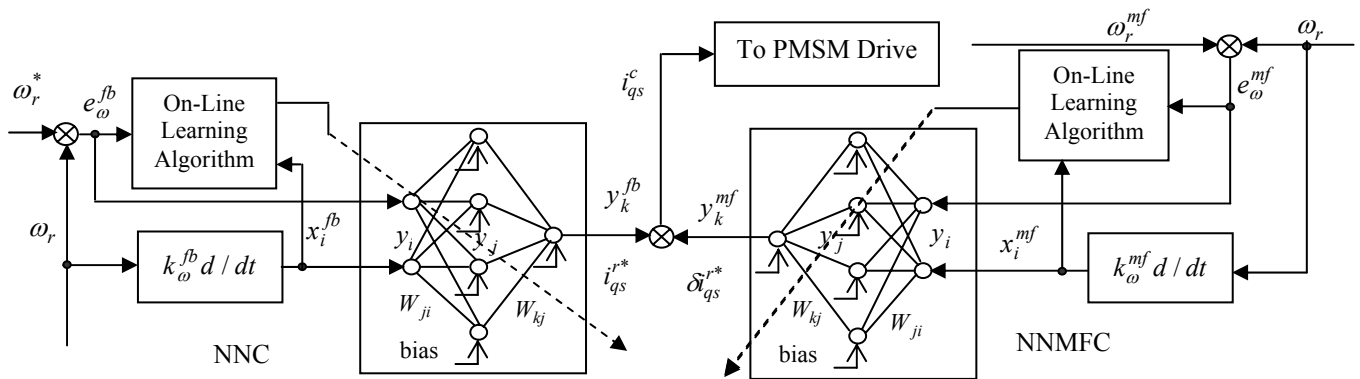 ω_r^*
e_ω^{fb}
On-Line
Learning
Algorithm
ω_r
x_i^{fb}
k_ω^{fb} d / dt
NNC
y_i
y_j
W_{ji}
W_{kj}
bias
y_k^{fb}
i_{qs}^{r*}
i_{qs}^c
To PMSM Drive
y_k^{mf}
δi_{qs}^{r*}
ω_r^{mf}
ω_r
On-Line
Learning
Algorithm
e_ω^{mf}
y_j
y_i
W_{kj}
W_{ji}
bias
x_i^{mf}
k_ω^{mf} d / dt
NNMFC